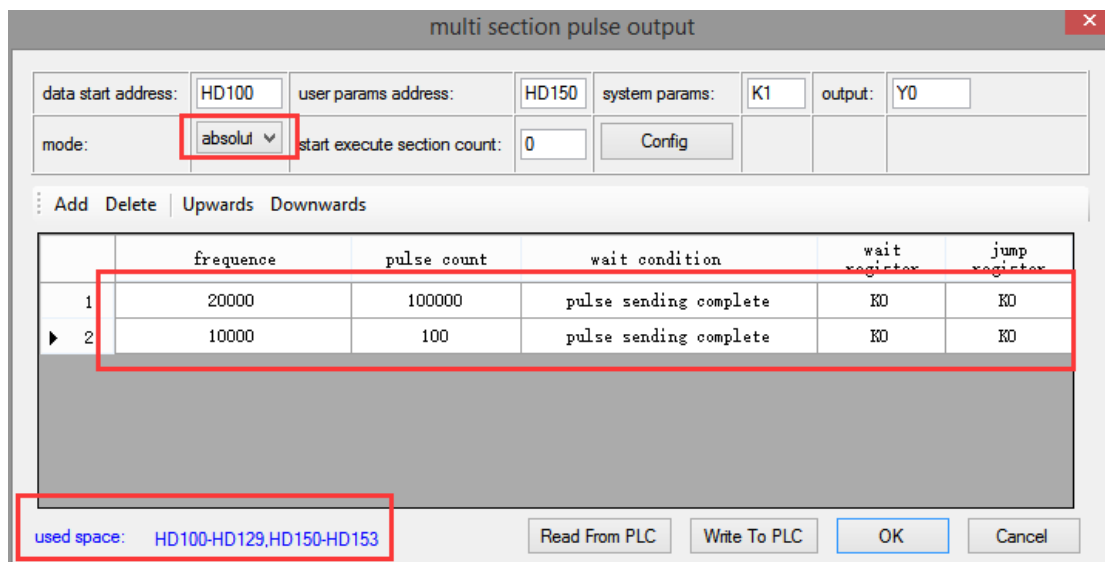 multi section pulse output
data start address: HD100 user params address: HD150 system params: K1 output: Y0
mode: absolut start execute section count: 0 Config
Add Delete Upwards Downwards
frequence pulse count wait condition wait register jump register
1 20000 100000 pulse sending complete K0 K0
2 10000 100 pulse sending complete K0 K0
used space: HD100-HD129,HD150-HD153 Read From PLC Write To PLC OK Cancel